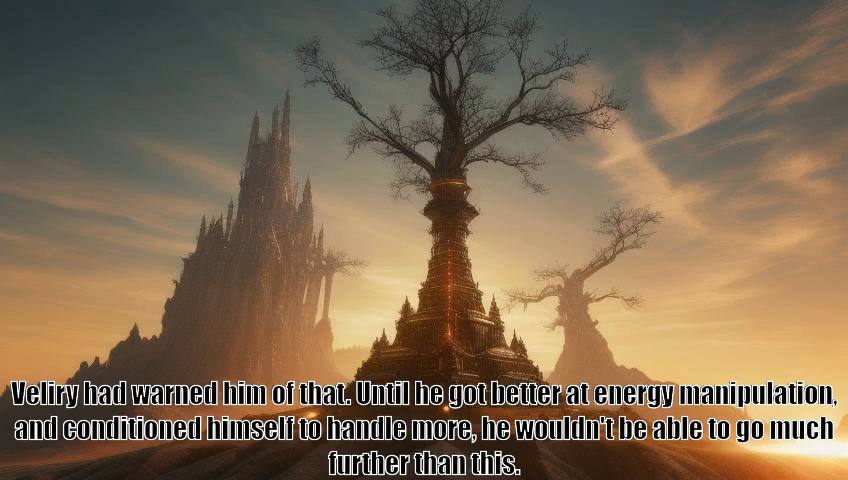 Veliry had warned him of that. Until he got better at energy manipulation,
and conditioned himself to handle more, he wouldn't be able to go much
further than this.